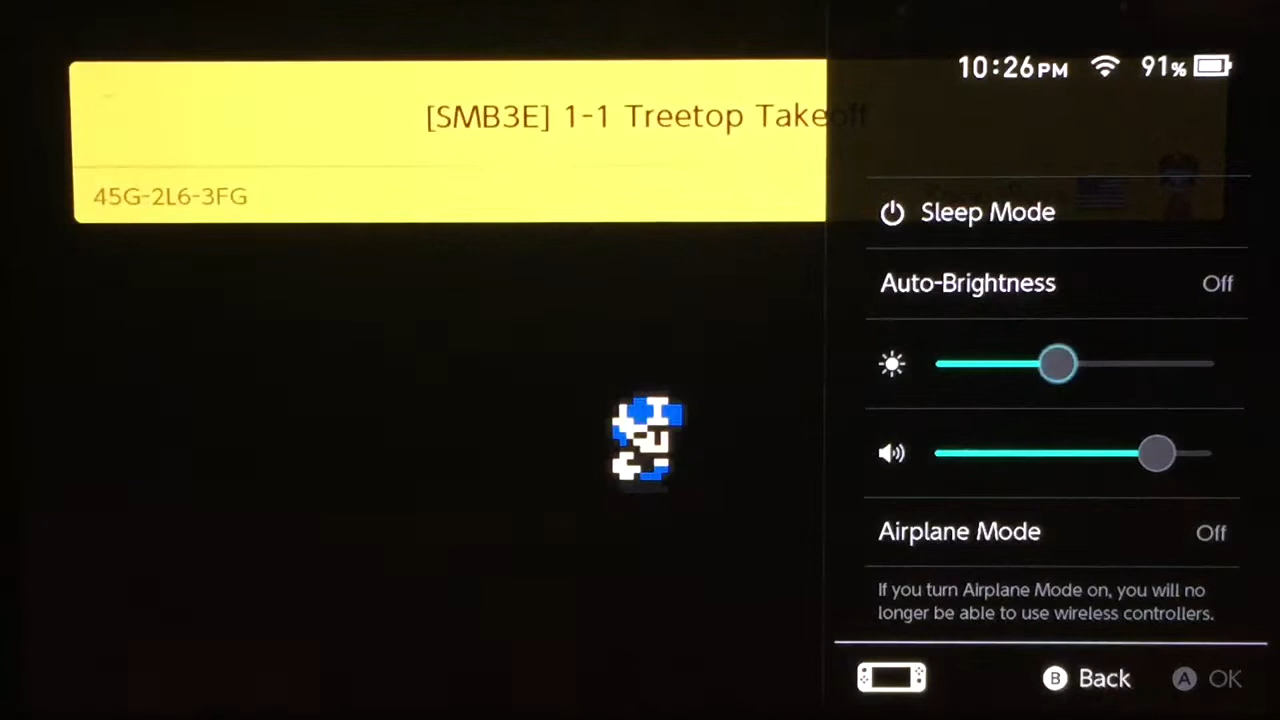 10:26PM 91%
[SMB3E] 1-1 Treetop Takeoff
45G-2L6-3FG
Sleep Mode
Auto-Brightness Off
Airplane Mode Off
If you turn Airplane Mode on, you will no
longer be able to use wireless controllers.
B Back A OK